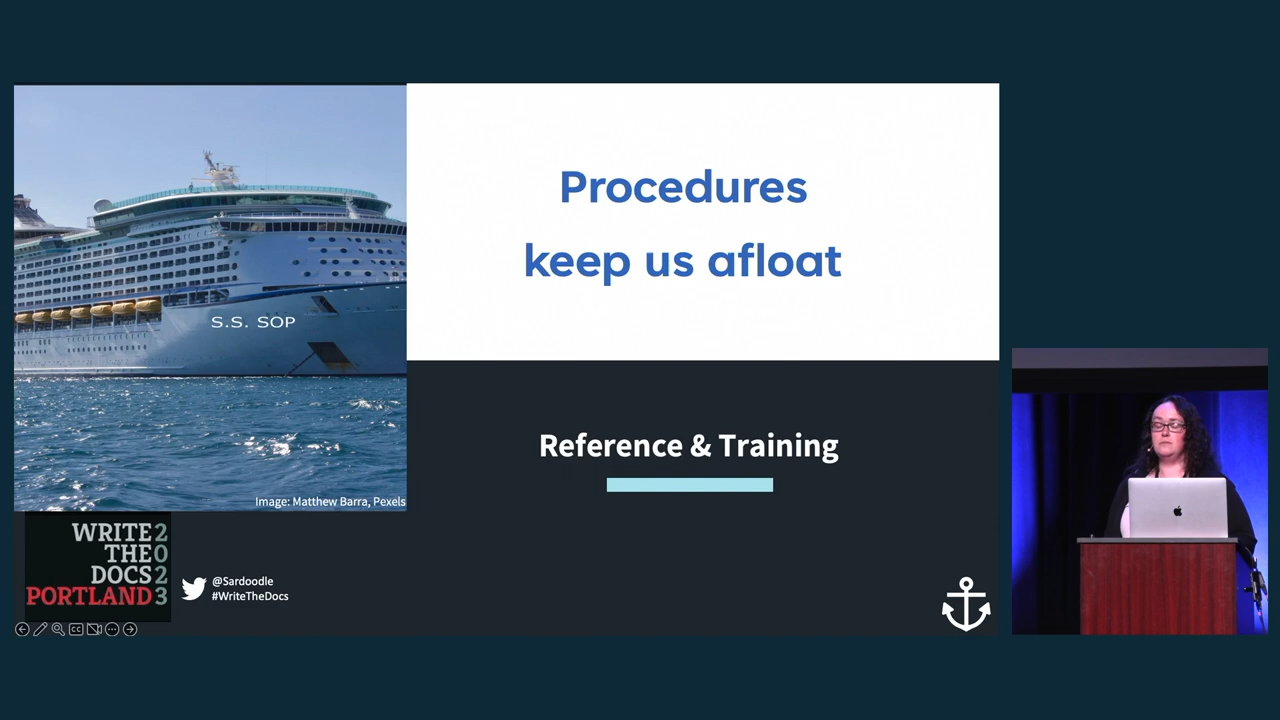 Procedures
keep us afloat
S.S. SOP
Reference & Training
Image: Matthew Barra, Pexels
WRITE 2
THE 0
DOCS 2
PORTLAND 3
@Sardoodle
#WriteTheDocs
CC